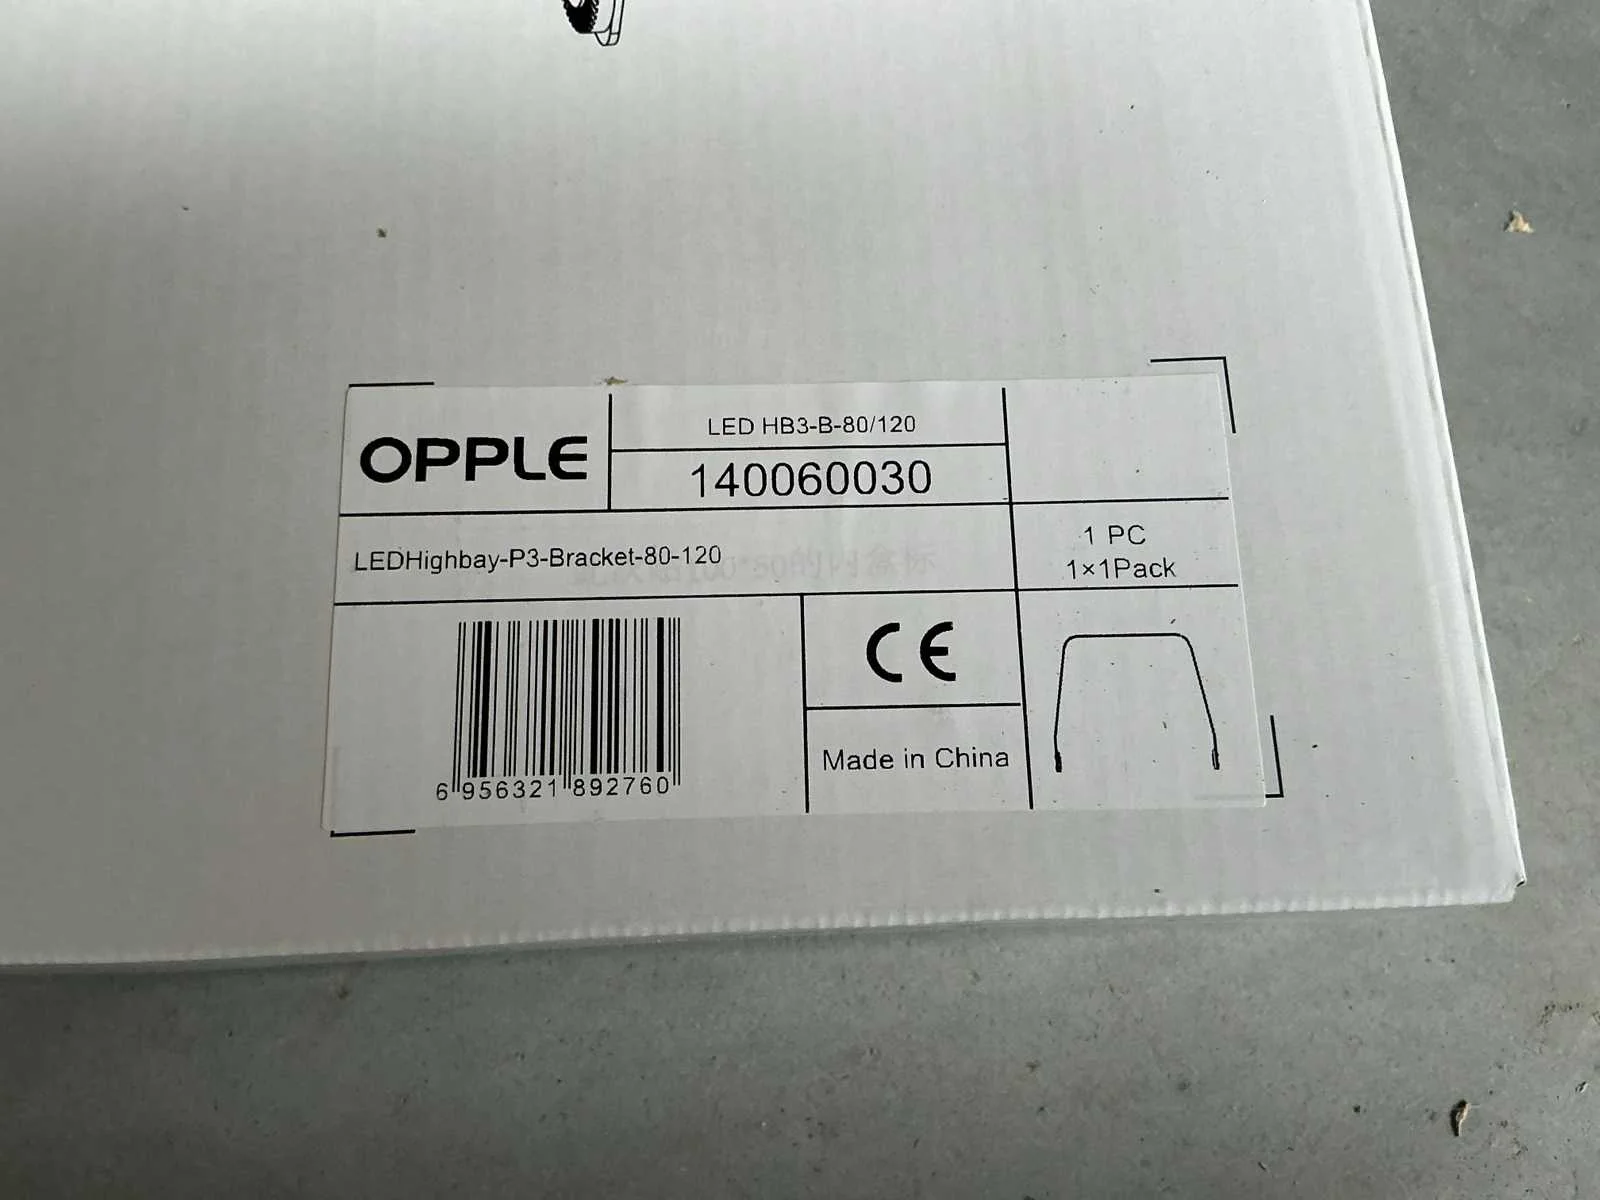 OPPLE
LED HB3-B-80/120
140060030
LEDHighbay-P3-Bracket-80-120
1 PC
1×1Pack
CE
Made in China
6 956321 892760